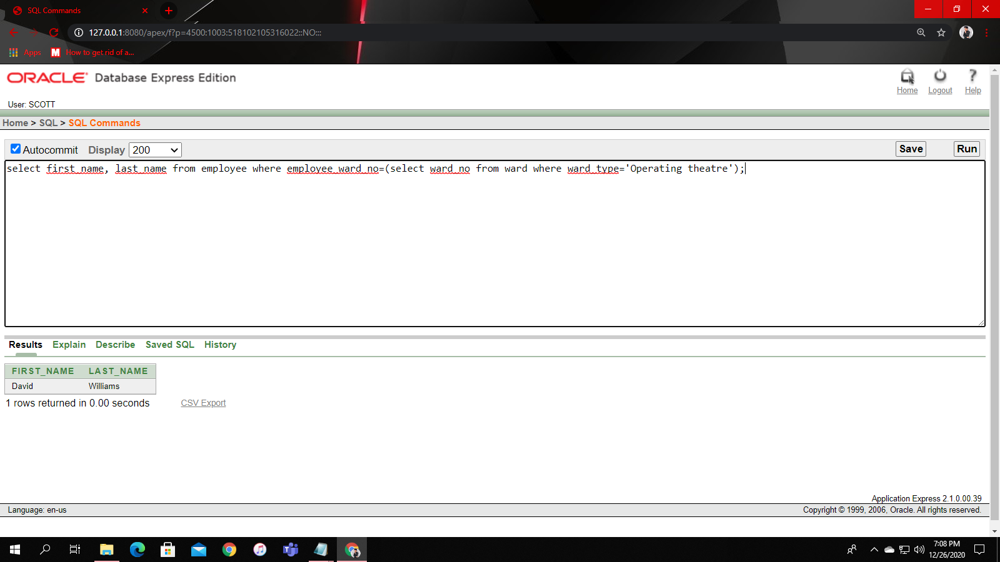 SQL Commands
127.0.0.1:8080/apex/f?p=4500:1003:518102105316022::NO:::
Apps
M How to get rid of a...
ORACLE Database Express Edition
Home
Logout
? Help
User: SCOTT
Home > SQL > SQL Commands
Autocommit Display 200
Save
Run
select first_name, last_name from employee where employee_ward_no=(select ward_no from ward where ward_type='Operating theatre');
Results Explain Describe Saved SQL History
FIRST_NAME LAST_NAME
David Williams
1 rows returned in 0.00 seconds CSV Export
Application Express 2.1.0.00.39
Language: en-us
Copyright © 1999, 2006, Oracle. All rights reserved.
7:08 PM
12/26/2020